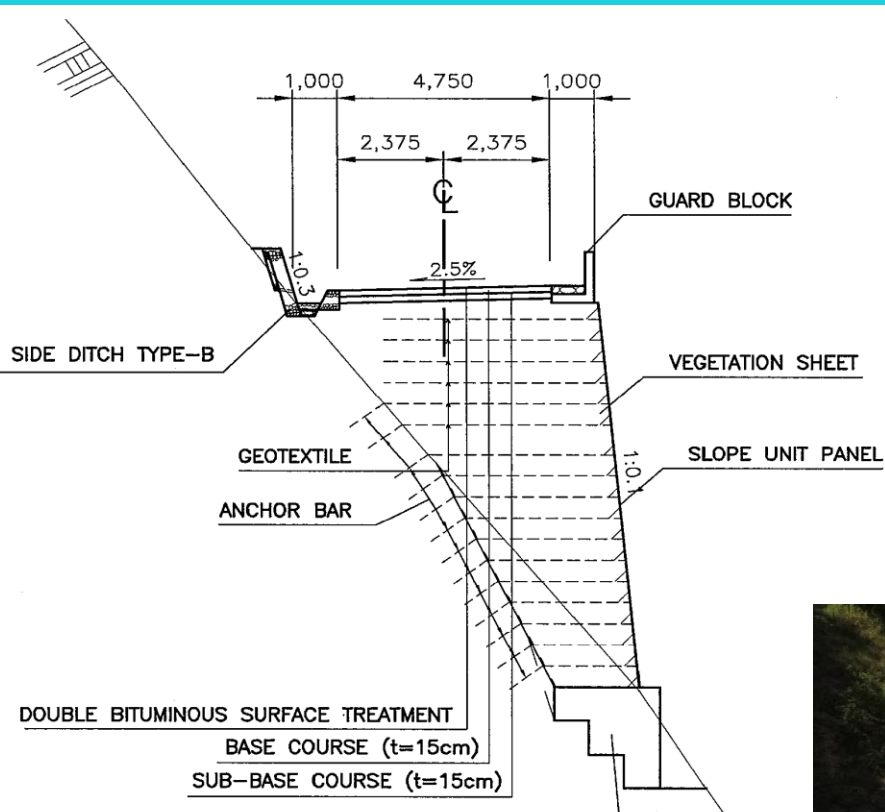 1,000 4,750 1,000
2,375 2,375
CL
GUARD BLOCK
1:0.3
2.5%
SIDE DITCH TYPE-B
VEGETATION SHEET
GEOTEXTILE
1:0.1
SLOPE UNIT PANEL
ANCHOR BAR
DOUBLE BITUMINOUS SURFACE TREATMENT
BASE COURSE (t=15cm)
SUB-BASE COURSE (t=15cm)